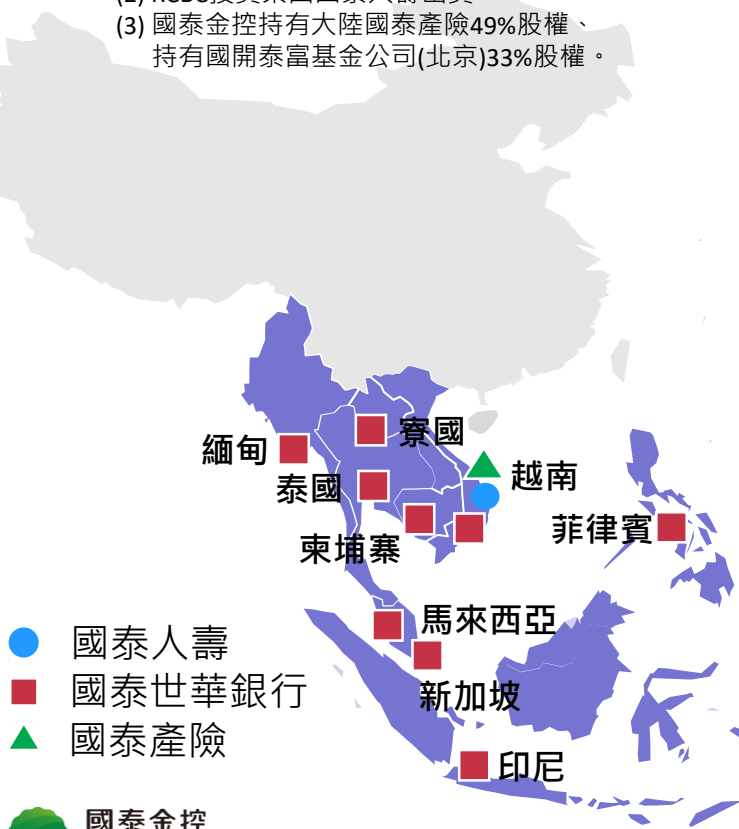 (3) 國泰金控持有大陸國泰產險49%股權、
持有國開泰富基金公司(北京)33%股權。
緬甸
寮國
泰國
越南
柬埔寨
菲律賓
馬來西亞
新加坡
印尼
國泰人壽
國泰世華銀行
國泰產險
國泰金控